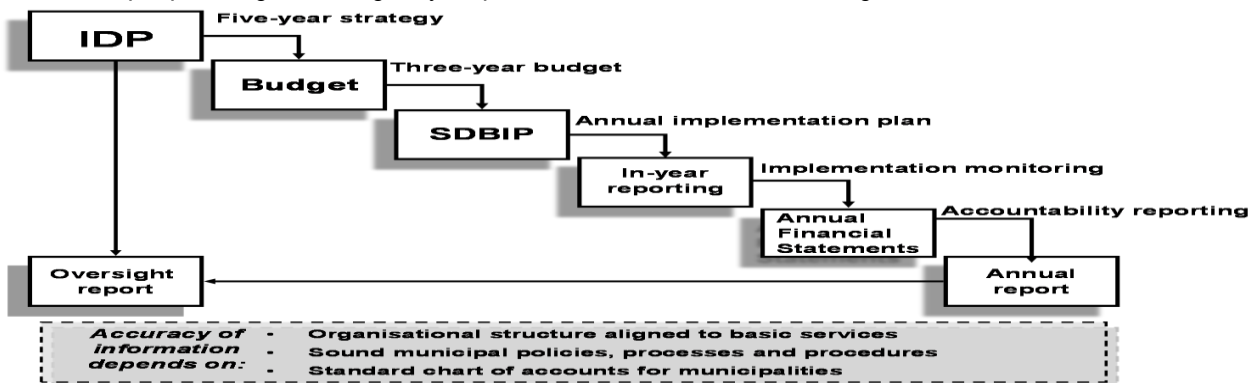 IDP
Five-year strategy
Budget
Three-year budget
SDBIP
Annual implementation plan
In-year
reporting
Implementation monitoring
Annual
Financial
Statements
Accountability reporting
Oversight
report
Annual
report
Accuracy of
information
depends on:
- Organisational structure aligned to basic services
- Sound municipal policies, processes and procedures
- Standard chart of accounts for municipalities